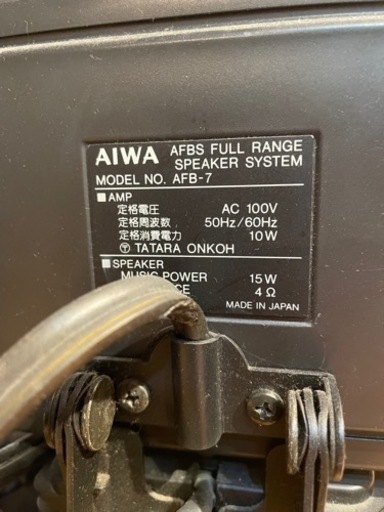 AIWA AFBS FULL RANGE
SPEAKER SYSTEM
MODEL NO. AFB-7
■AMP
定格電圧 AC 100V
定格周波数 50Hz/60Hz
定格消費電力 10W
Ⓣ TATARA ONKOH
■SPEAKER
MUSIC POWER 15W
4 Ω
MADE IN JAPAN